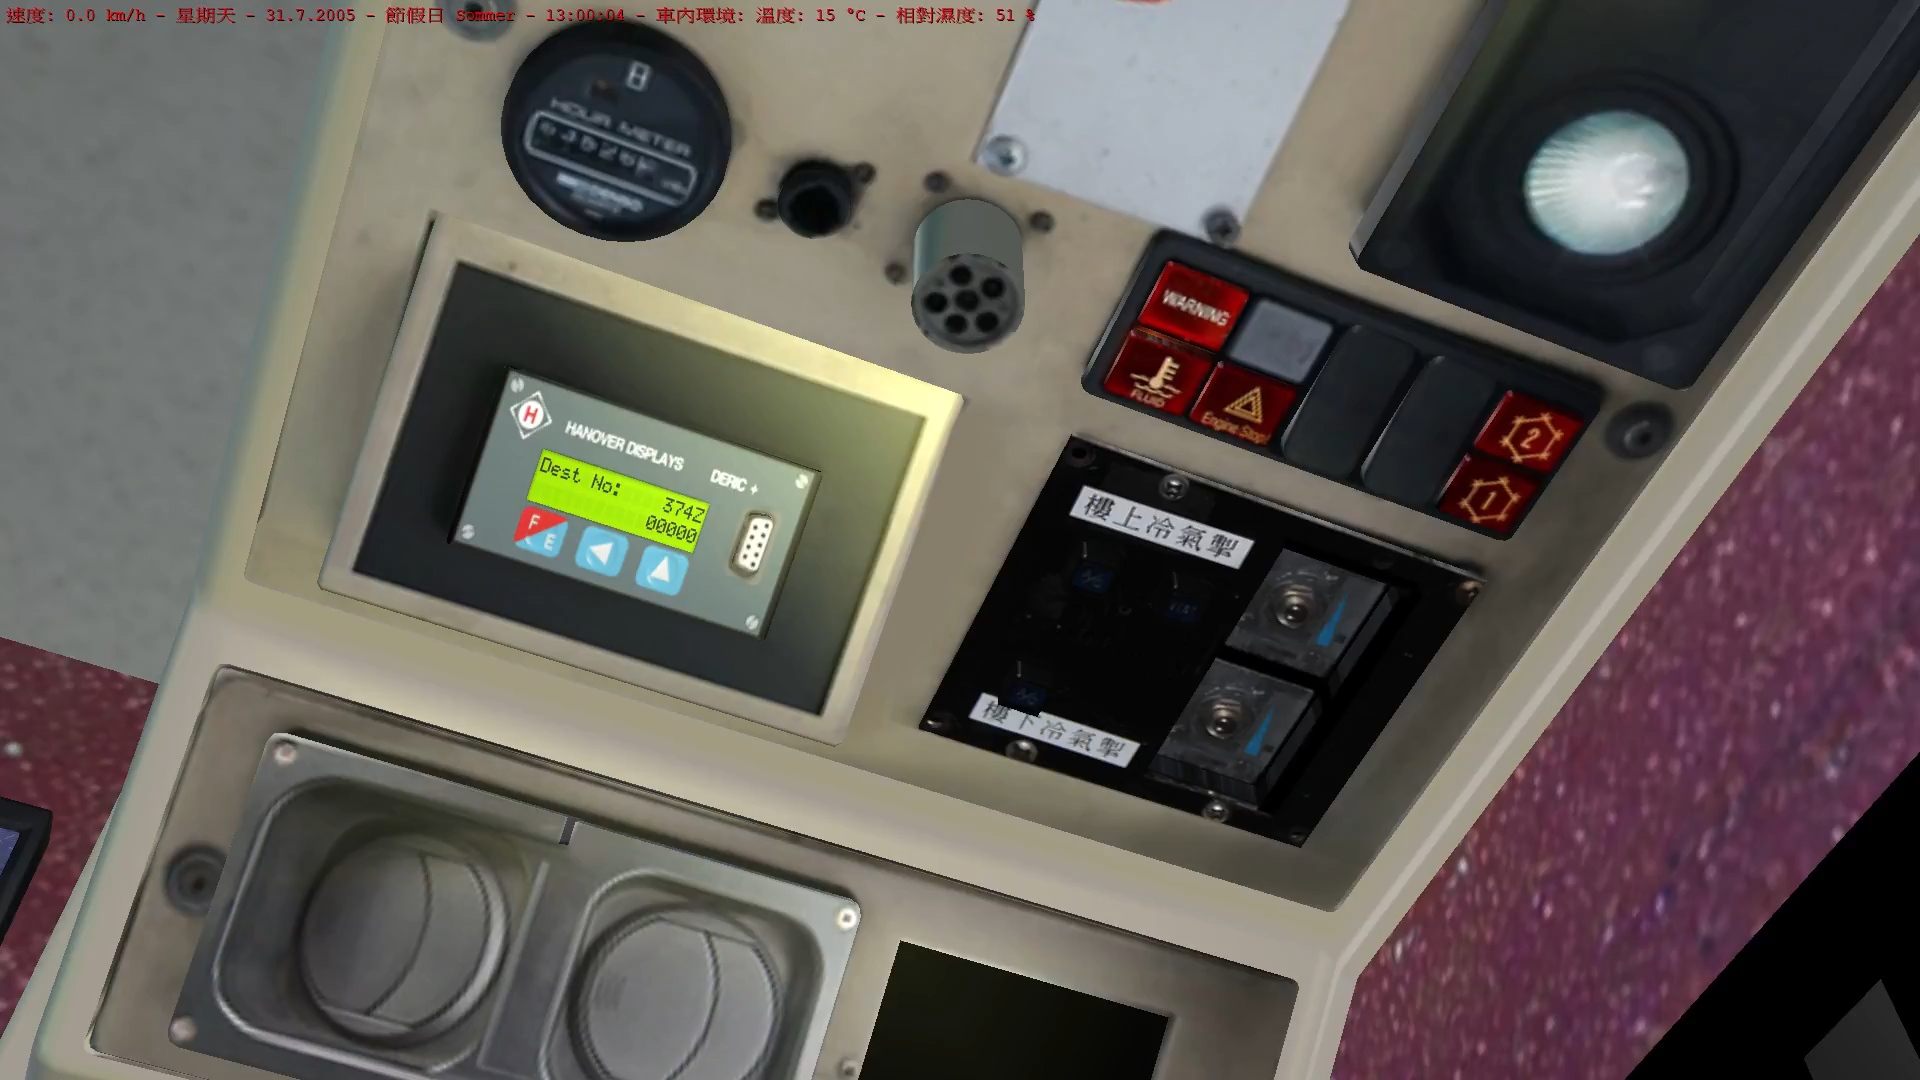 速度: 0.0 km/h - 星期天 - 31.7.2005 - 節假日 Sommer - 13:00:04 - 車內環境: 溫度: 15 °C - 相對濕度: 51 %
8
HOUR METER
WARNING
FLUID
Engine Stop
2
1
H
HANOVER DISPLAYS
DERIC +
Dest No:
374Z
00000
F
E
樓上冷氣掣
樓下冷氣掣